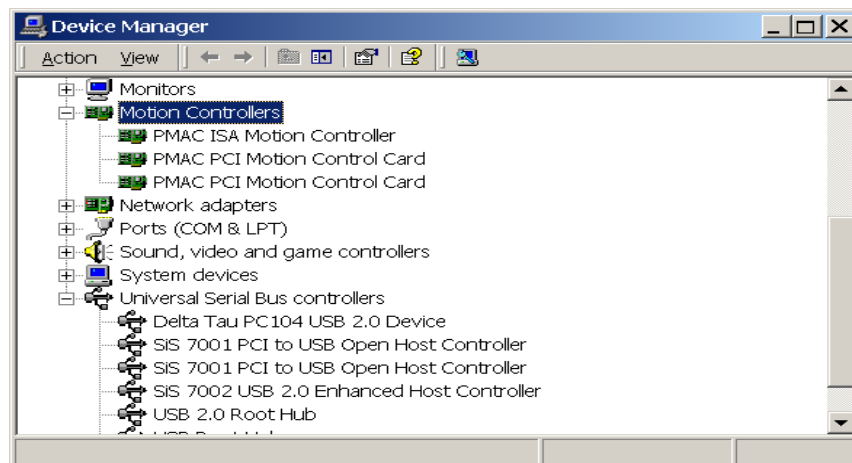 Device Manager
Action View
Monitors
Motion Controllers
PMAC ISA Motion Controller
PMAC PCI Motion Control Card
PMAC PCI Motion Control Card
Network adapters
Ports (COM & LPT)
Sound, video and game controllers
System devices
Universal Serial Bus controllers
Delta Tau PC104 USB 2.0 Device
SiS 7001 PCI to USB Open Host Controller
SiS 7001 PCI to USB Open Host Controller
SiS 7002 USB 2.0 Enhanced Host Controller
USB 2.0 Root Hub